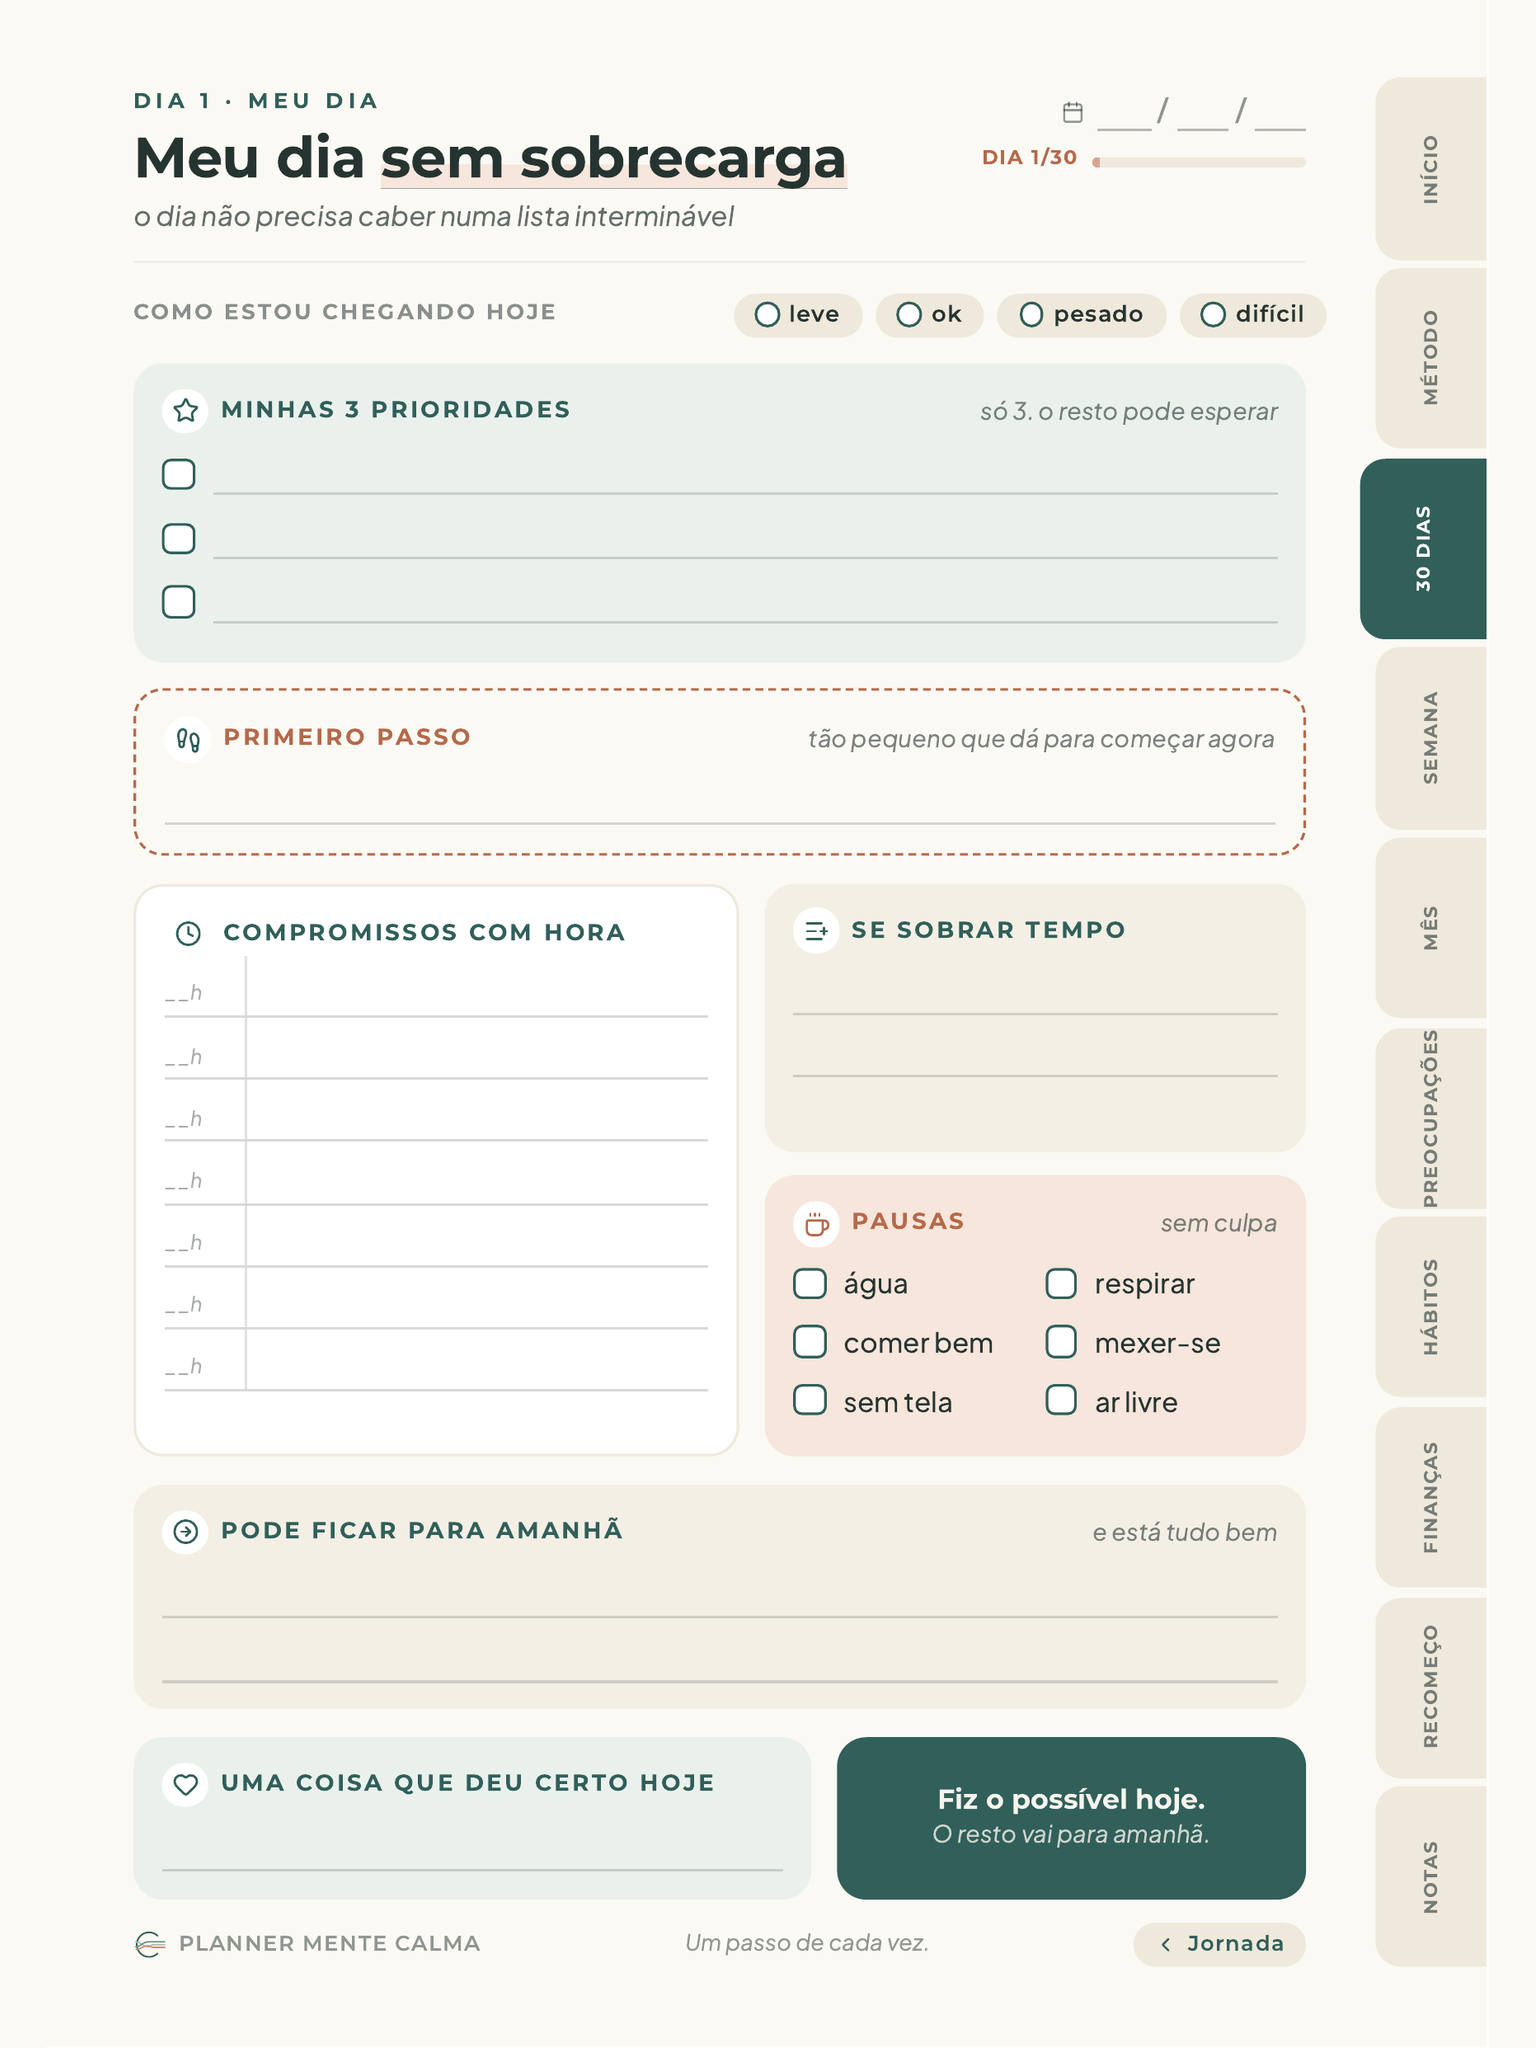 DIA 1 · MEU DIA
Meu dia sem sobrecarga
o dia não precisa caber numa lista interminável
___ / ___ / ___
DIA 1/30
COMO ESTOU CHEGANDO HOJE
leve
ok
pesado
difícil
MINHAS 3 PRIORIDADES
só 3. o resto pode esperar
PRIMEIRO PASSO
tão pequeno que dá para começar agora
COMPROMISSOS COM HORA
__h
__h
__h
__h
__h
__h
__h
SE SOBRAR TEMPO
PAUSAS
sem culpa
água
respirar
comer bem
mexer-se
sem tela
ar livre
PODE FICAR PARA AMANHÃ
e está tudo bem
UMA COISA QUE DEU CERTO HOJE
Fiz o possível hoje.
O resto vai para amanhã.
PLANNER MENTE CALMA
Um passo de cada vez.
‹ Jornada
INÍCIO
MÉTODO
30 DIAS
SEMANA
MÊS
PREOCUPAÇÕES
HÁBITOS
FINANÇAS
RECOMEÇO
NOTAS